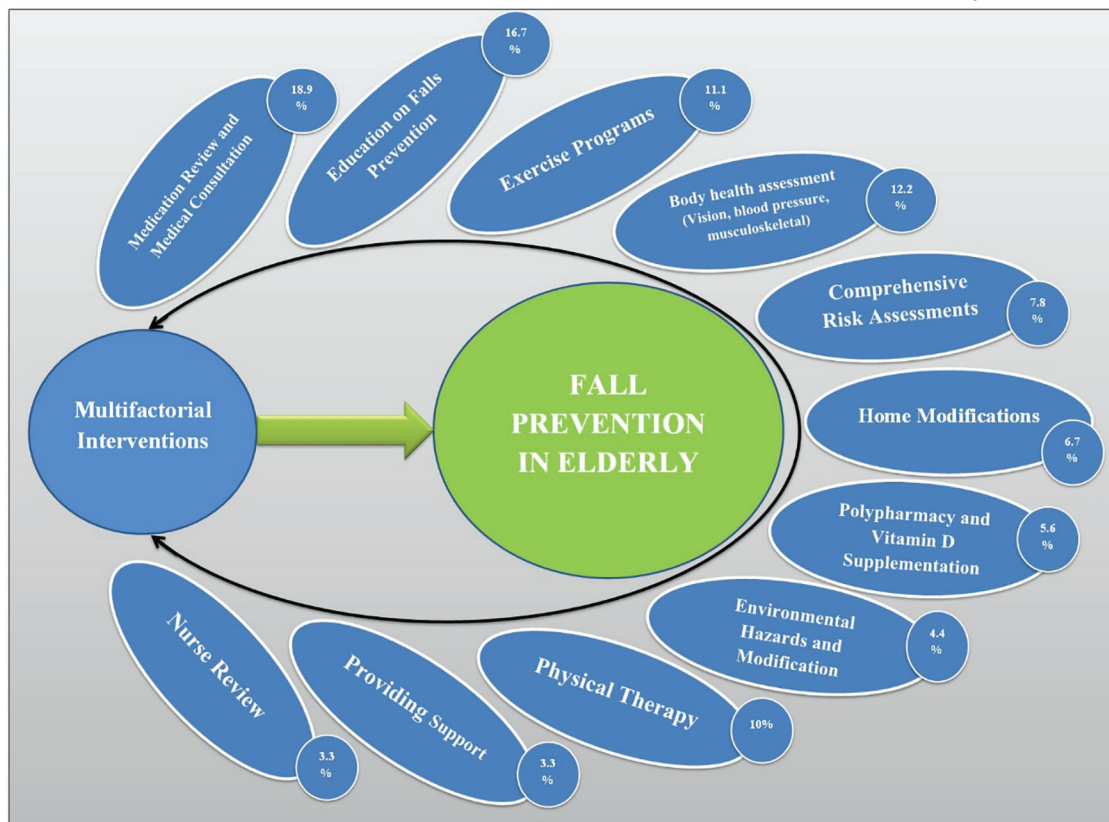 18.9
%
Medication Review and
Medical Consultation
16.7
%
Education on Falls
Prevention
11.1
%
Exercise Programs
12.2
%
Body health assessment
(Vision, blood pressure,
musculoskeletal)
7.8
%
Comprehensive
Risk Assessments
Home Modifications
6.7
%
Multifactorial
Interventions
FALL
PREVENTION
IN ELDERLY
Polypharmacy and
Vitamin D
Supplementation
5.6
%
Environmental
Hazards and
Modification
4.4
%
Physical Therapy
10%
Providing Support
3.3
%
Nurse Review
3.3
%